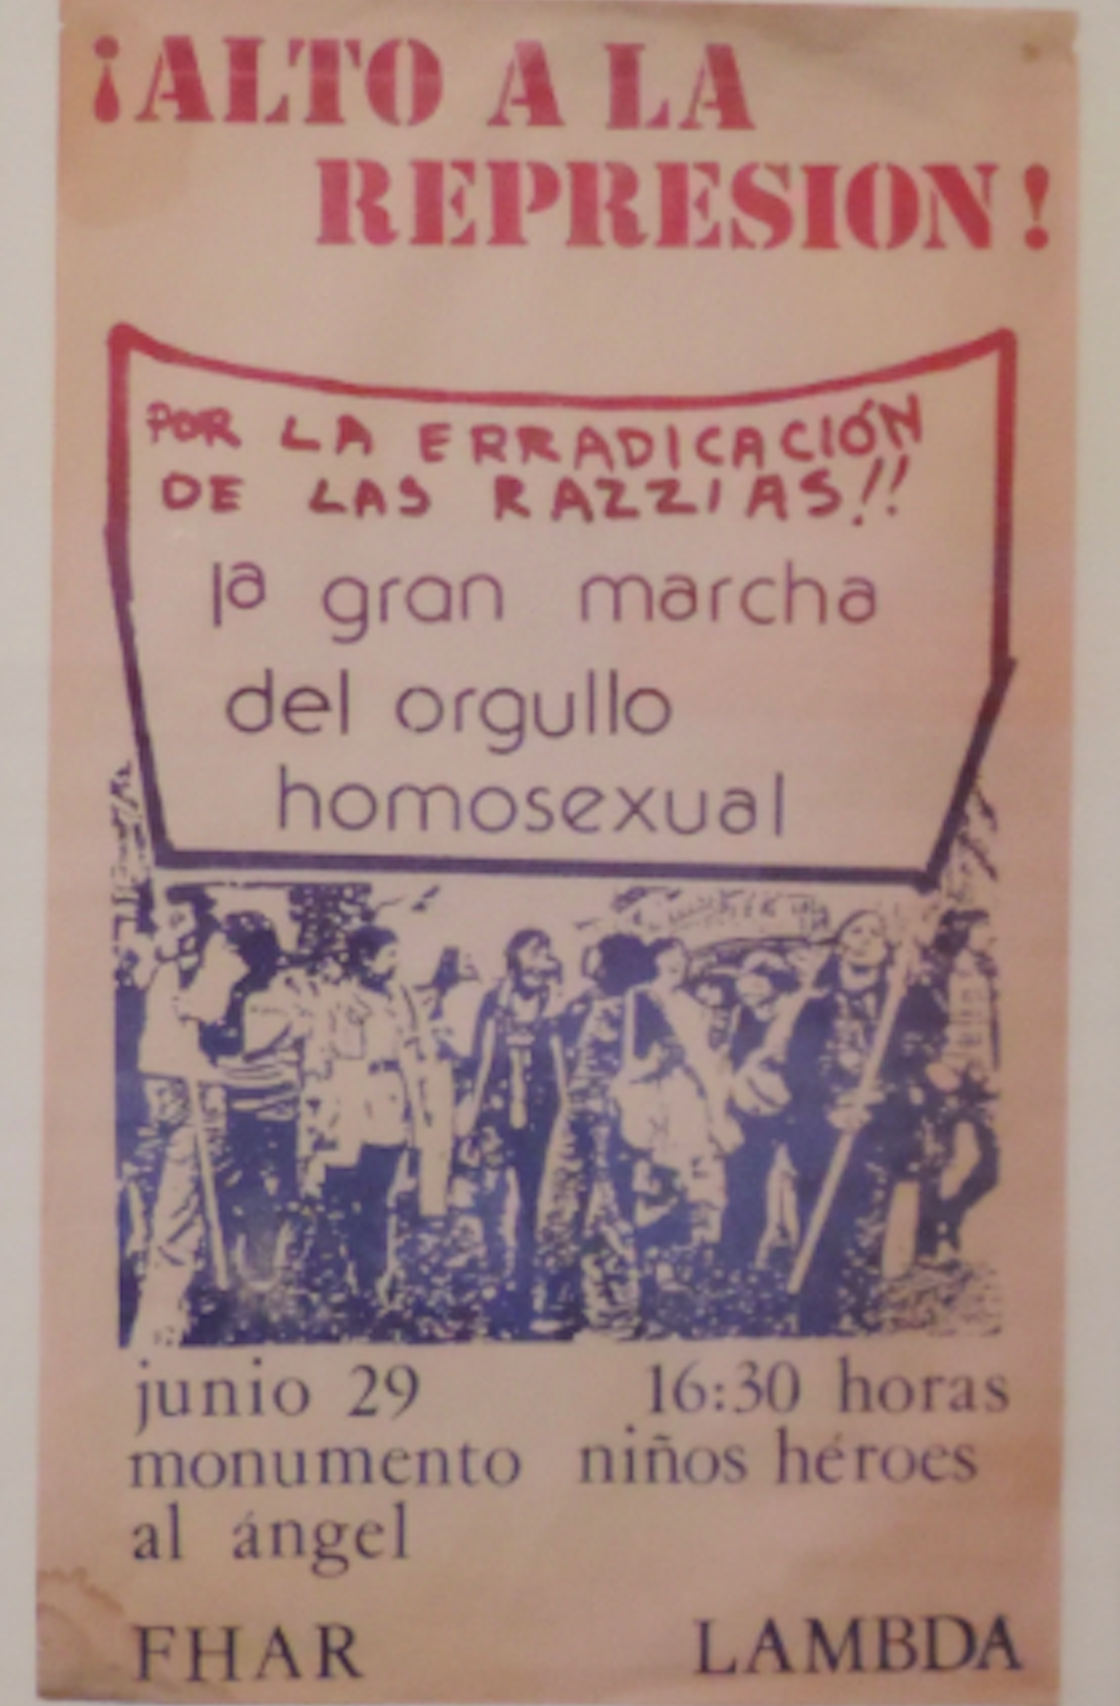 ¡ALTO A LA
REPRESION!
POR LA ERRADICACIÓN
DE LAS RAZZIAS!!
1a gran marcha
del orgullo
homosexual
junio 29 16:30 horas
monumento niños héroes
al ángel
FHAR LAMBDA